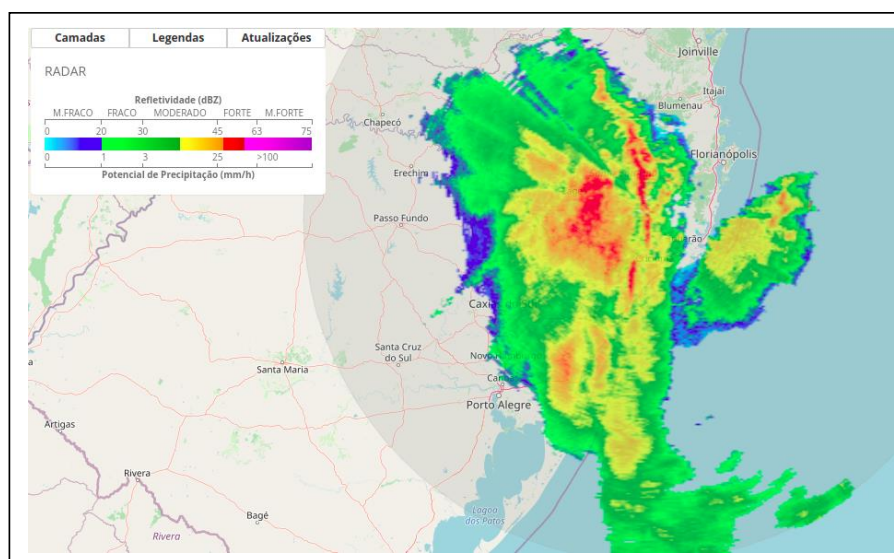 Camadas Legendas Atualizações
RADAR
Refletividade (dBZ)
M.FRACO FRACO MODERADO FORTE M.FORTE
0 20 30 45 63 75
0 1 3 25 >100
Potencial de Precipitação (mm/h)
Joinville
Itajaí
Blumenau
Chapecó
Florianópolis
Erechim
Passo Fundo
Santa Cruz
do Sul
Santa Maria
Porto Alegre
Artigas
Rivera
Bagé
Lagoa
dos Patos
Rivera